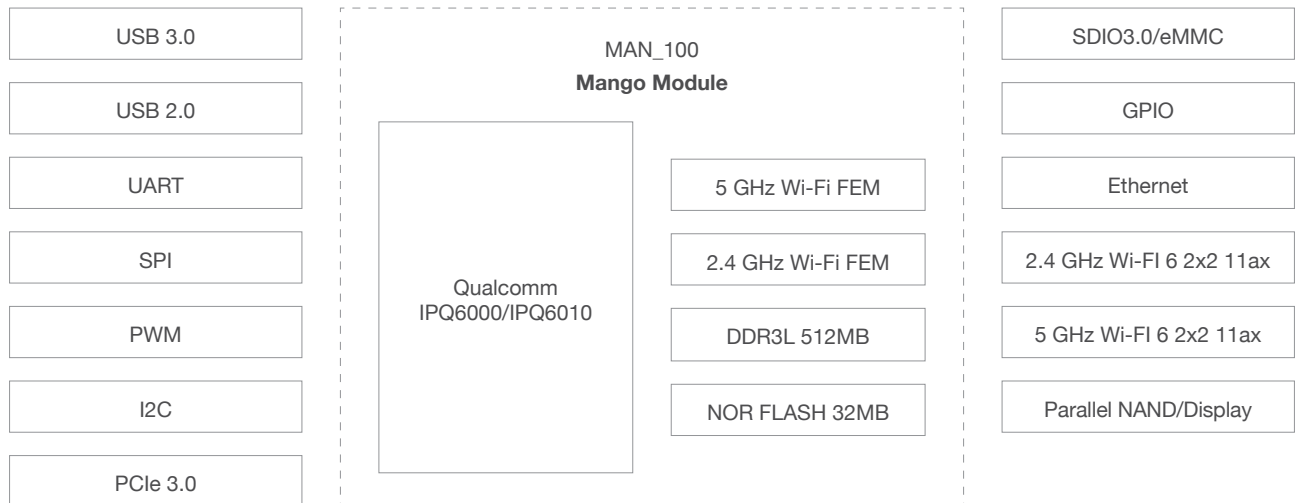 USB 3.0
USB 2.0
UART
SPI
PWM
I2C
PCIe 3.0
MAN_100
Mango Module
Qualcomm
IPQ6000/IPQ6010
5 GHz Wi-Fi FEM
2.4 GHz Wi-Fi FEM
DDR3L 512MB
NOR FLASH 32MB
SDIO3.0/eMMC
GPIO
Ethernet
2.4 GHz Wi-FI 6 2x2 11ax
5 GHz Wi-FI 6 2x2 11ax
Parallel NAND/Display